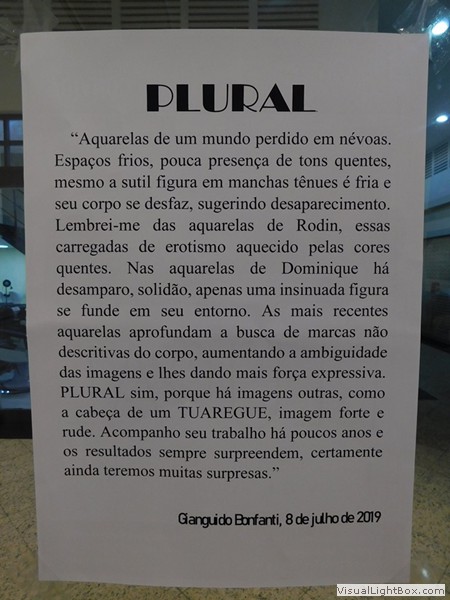 PLURAL
“Aquarelas de um mundo perdido em névoas.
Espaços frios, pouca presença de tons quentes,
mesmo a sutil figura em manchas tênues é fria e
seu corpo se desfaz, sugerindo desaparecimento.
Lembrei-me das aquarelas de Rodin, essas
carregadas de erotismo aquecido pelas cores
quentes. Nas aquarelas de Dominique há
desamparo, solidão, apenas uma insinuada figura
se funde em seu entorno. As mais recentes
aquarelas aprofundam a busca de marcas não
descritivas do corpo, aumentando a ambiguidade
das imagens e lhes dando mais força expressiva.
PLURAL sim, porque há imagens outras, como
a cabeça de um TUAREGUE, imagem forte e
rude. Acompanho seu trabalho há poucos anos e
os resultados sempre surpreendem, certamente
ainda teremos muitas surpresas.”
Gianguido Bonfanti, 8 de julho de 2019
VisualLightBox.com